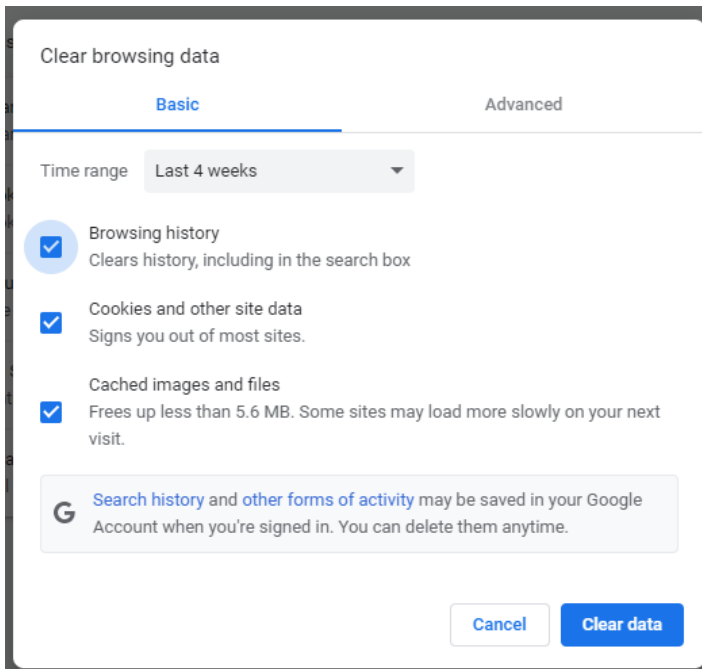 Clear browsing data
Basic
Advanced
Time range
Last 4 weeks
Browsing history
Clears history, including in the search box
Cookies and other site data
Signs you out of most sites.
Cached images and files
Frees up less than 5.6 MB. Some sites may load more slowly on your next
visit.
Search history and other forms of activity may be saved in your Google
Account when you're signed in. You can delete them anytime.
Cancel
Clear data